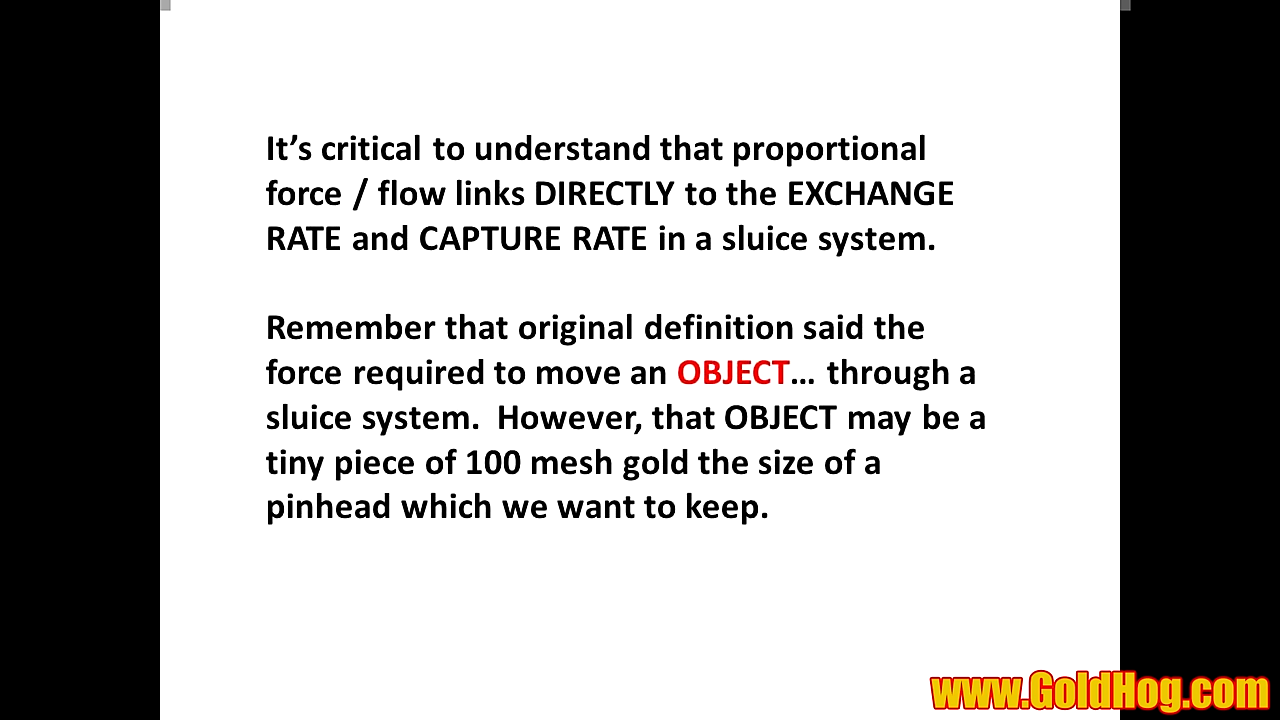 It’s critical to understand that proportional
force / flow links DIRECTLY to the EXCHANGE
RATE and CAPTURE RATE in a sluice system.
Remember that original definition said the
force required to move an OBJECT… through a
sluice system.  However, that OBJECT may be a
tiny piece of 100 mesh gold the size of a
pinhead which we want to keep.
www.GoldHog.com